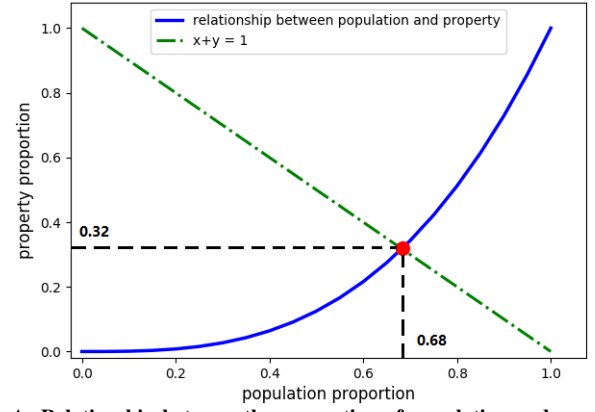 relationship between population and property
x+y = 1
1.0
0.8
0.6
0.4
0.2
0.0
property proportion
0.32
0.68
0.0 0.2 0.4 0.6 0.8 1.0
population proportion